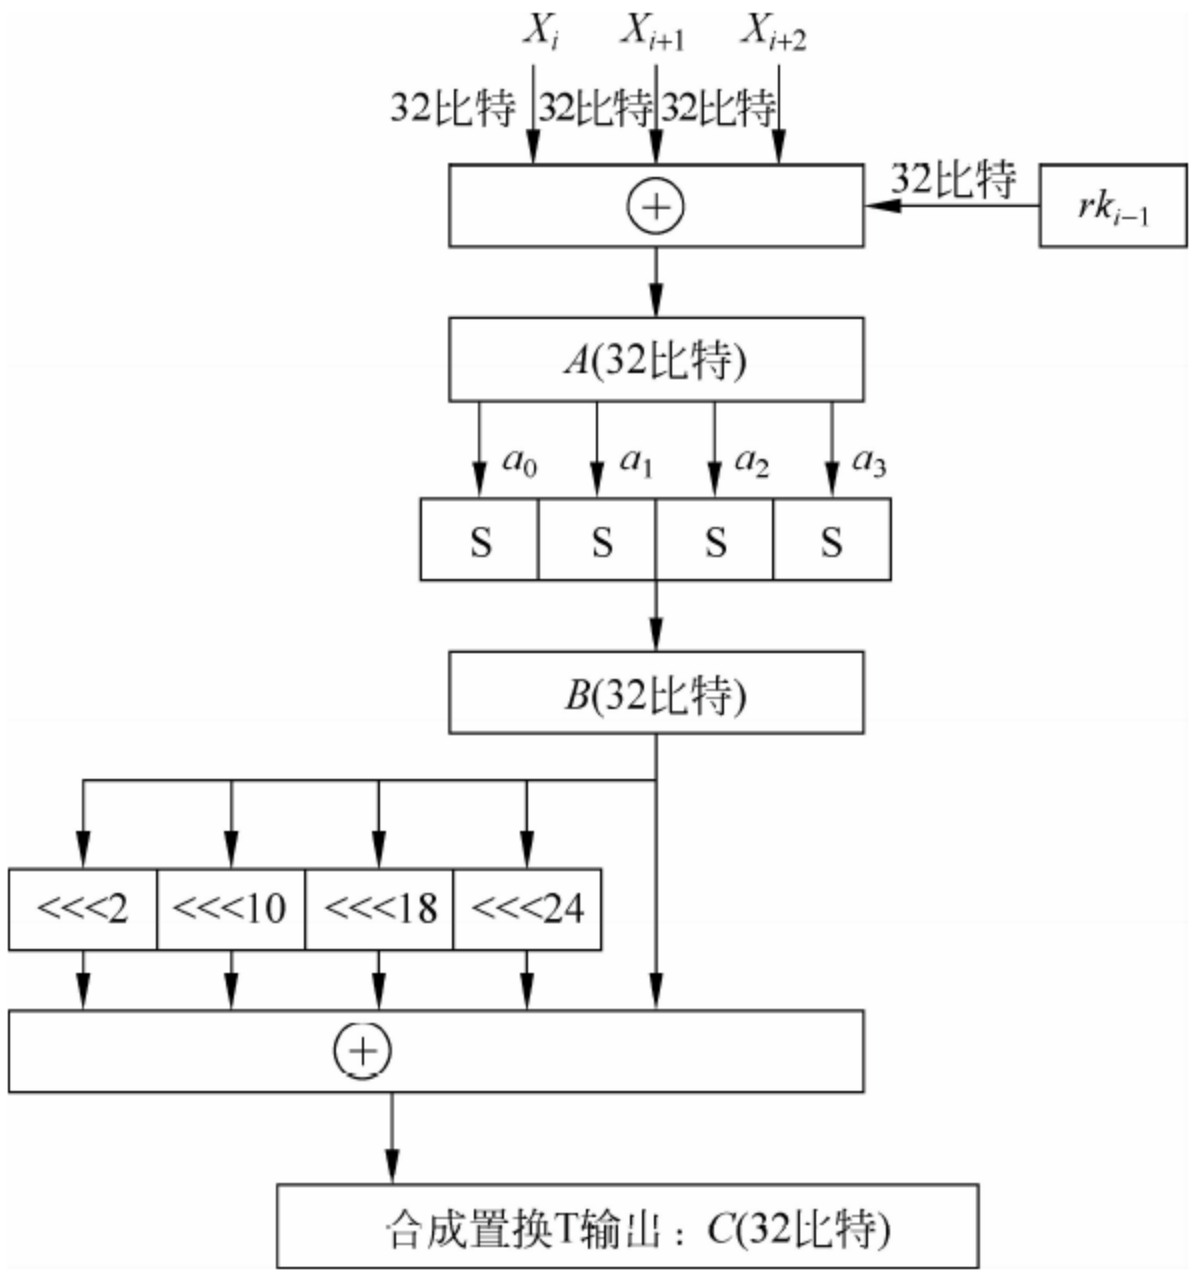 Xᵢ Xᵢ₊₁ Xᵢ₊₂
32比特 32比特 32比特
32比特
⊕
rkᵢ₋₁
A(32比特)
a₀ a₁ a₂ a₃
S S S S
B(32比特)
<<<2 <<<10 <<<18 <<<24
⊕
合成置换T输出：C(32比特)